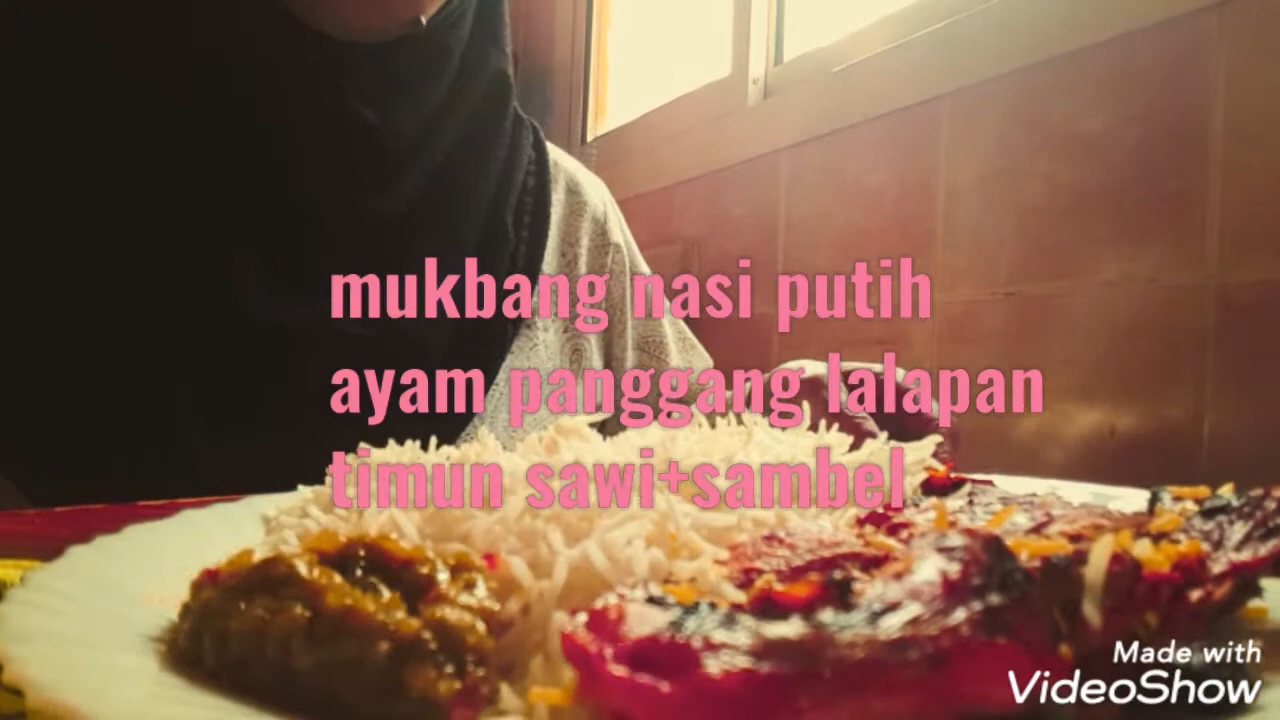 mukbang nasi putih
ayam panggang lalapan
timun sawi+sambel
Made with
VideoShow